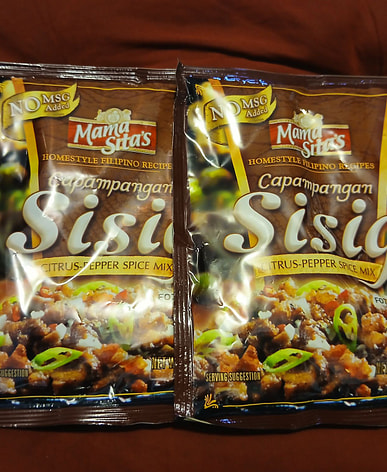 NO MSG
Added
Mama
Sita's
HOMESTYLE FILIPINO RECIPES
Capampangan
Sisig
CITRUS-PEPPER SPICE MIX
NO MSG
Added
Mama
Sita's
HOMESTYLE FILIPINO RECIPES
Capampangan
Sisig
CITRUS-PEPPER SPICE MIX
SERVING SUGGESTION